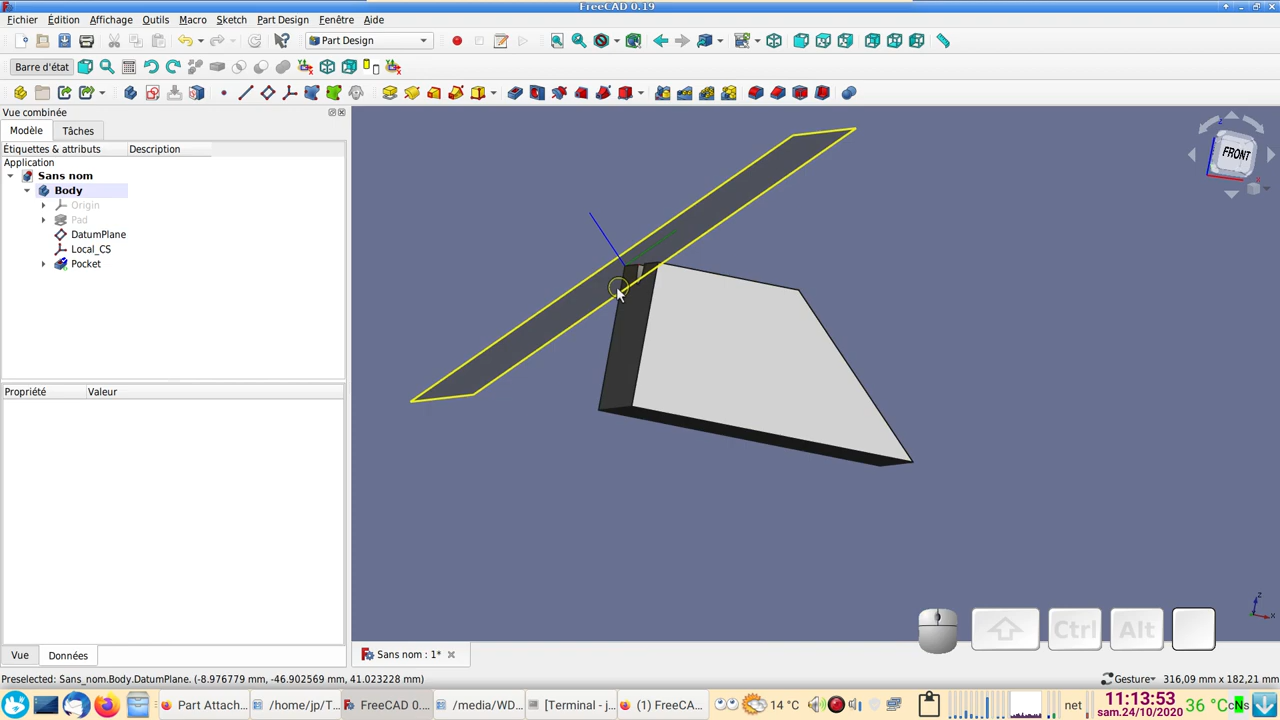 FreeCAD 0.19
Fichier Édition Affichage Outils Macro Sketch Part Design Fenêtre Aide
Part Design
Barre d'état
Vue combinée
Modèle Tâches
Étiquettes & attributs Description
Application
Sans nom
Body
Origin
Pad
DatumPlane
Local_CS
Pocket
FRONT
Z
Propriété Valeur
Z
X
Ctrl Alt
Vue Données
Sans nom : 1*
Preselected: Sans_nom.Body.DatumPlane. (-8.976779 mm, -46.902569 mm, 41.023228 mm)
Gesture
316,09 mm x 182,21 mm
Part Attach...
/home/jp/T...
FreeCAD 0....
/media/WD...
[Terminal - j...
(1) FreeCA...
14 °C
net
11:13:53
sam.24/10/2020
36 °C